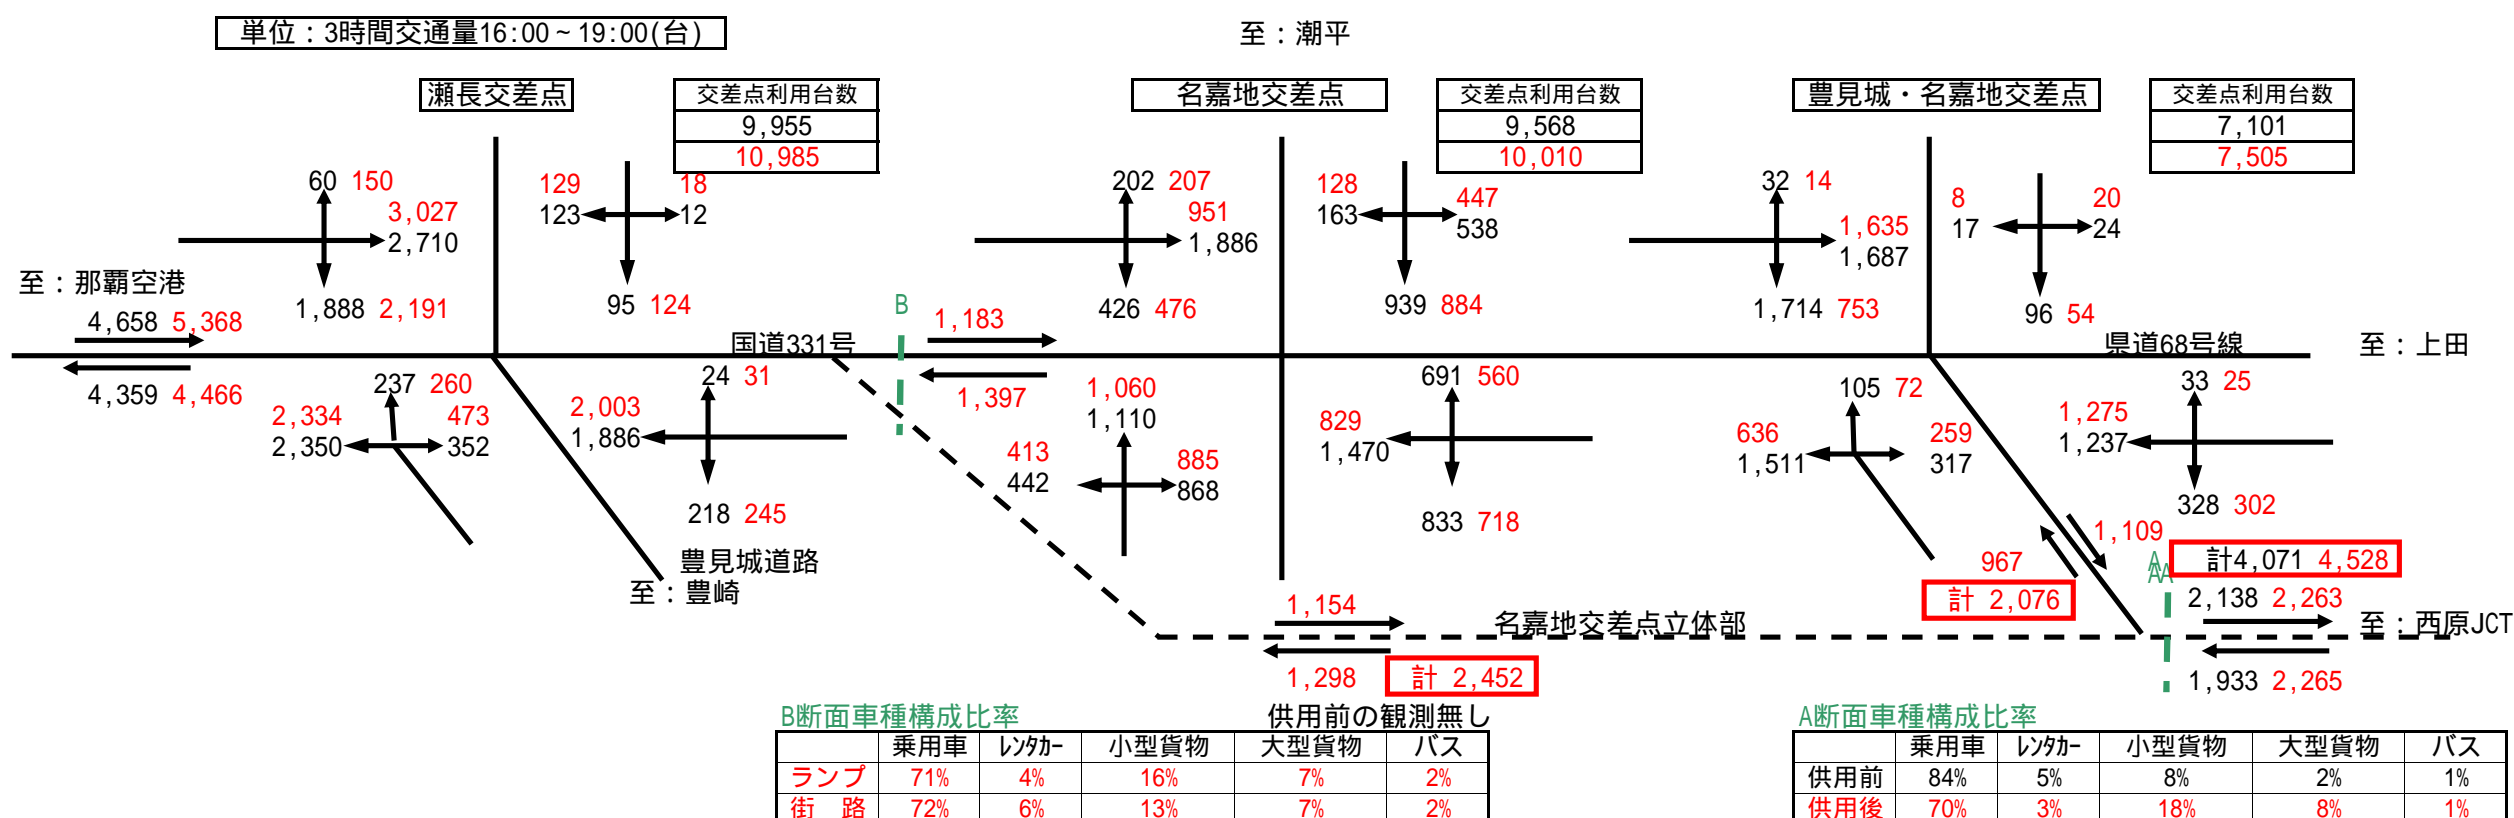 単位：3時間交通量16:00～19:00(台)
至：潮平
瀬長交差点
交差点利用台数
9,955
10,985
名嘉地交差点
交差点利用台数
9,568
10,010
豊見城・名嘉地交差点
交差点利用台数
7,101
7,505
60 150
3,027
2,710
1,888 2,191
129 18
123 12
95 124
202 207
951
1,886
426 476
128 447
163 538
939 884
32 14
1,635
1,687
1,714 753
8 20
17 24
96 54
至：那覇空港
4,658 5,368
4,359 4,466
国道331号
B
1,183
1,397
県道68号線
至：上田
237 260
2,334 473
2,350 352
24 31
2,003
1,886
218 245
1,060
1,110
413 885
442 868
691 560
829
1,470
833 718
105 72
636 259
1,511 317
33 25
1,275
1,237
328 302
豊見城道路
至：豊崎
1,109
967
計 2,076
A
AA
計4,071 4,528
2,138 2,263
1,933 2,265
至：西原JCT
1,154
名嘉地交差点立体部
1,298
計 2,452
B断面車種構成比率 供用前の観測無し
乗用車 ﾚﾝﾀｶｰ 小型貨物 大型貨物 バス
ランプ 71% 4% 16% 7% 2%
街　路 72% 6% 13% 7% 2%
A断面車種構成比率
乗用車 ﾚﾝﾀｶｰ 小型貨物 大型貨物 バス
供用前 84% 5% 8% 2% 1%
供用後 70% 3% 18% 8% 1%